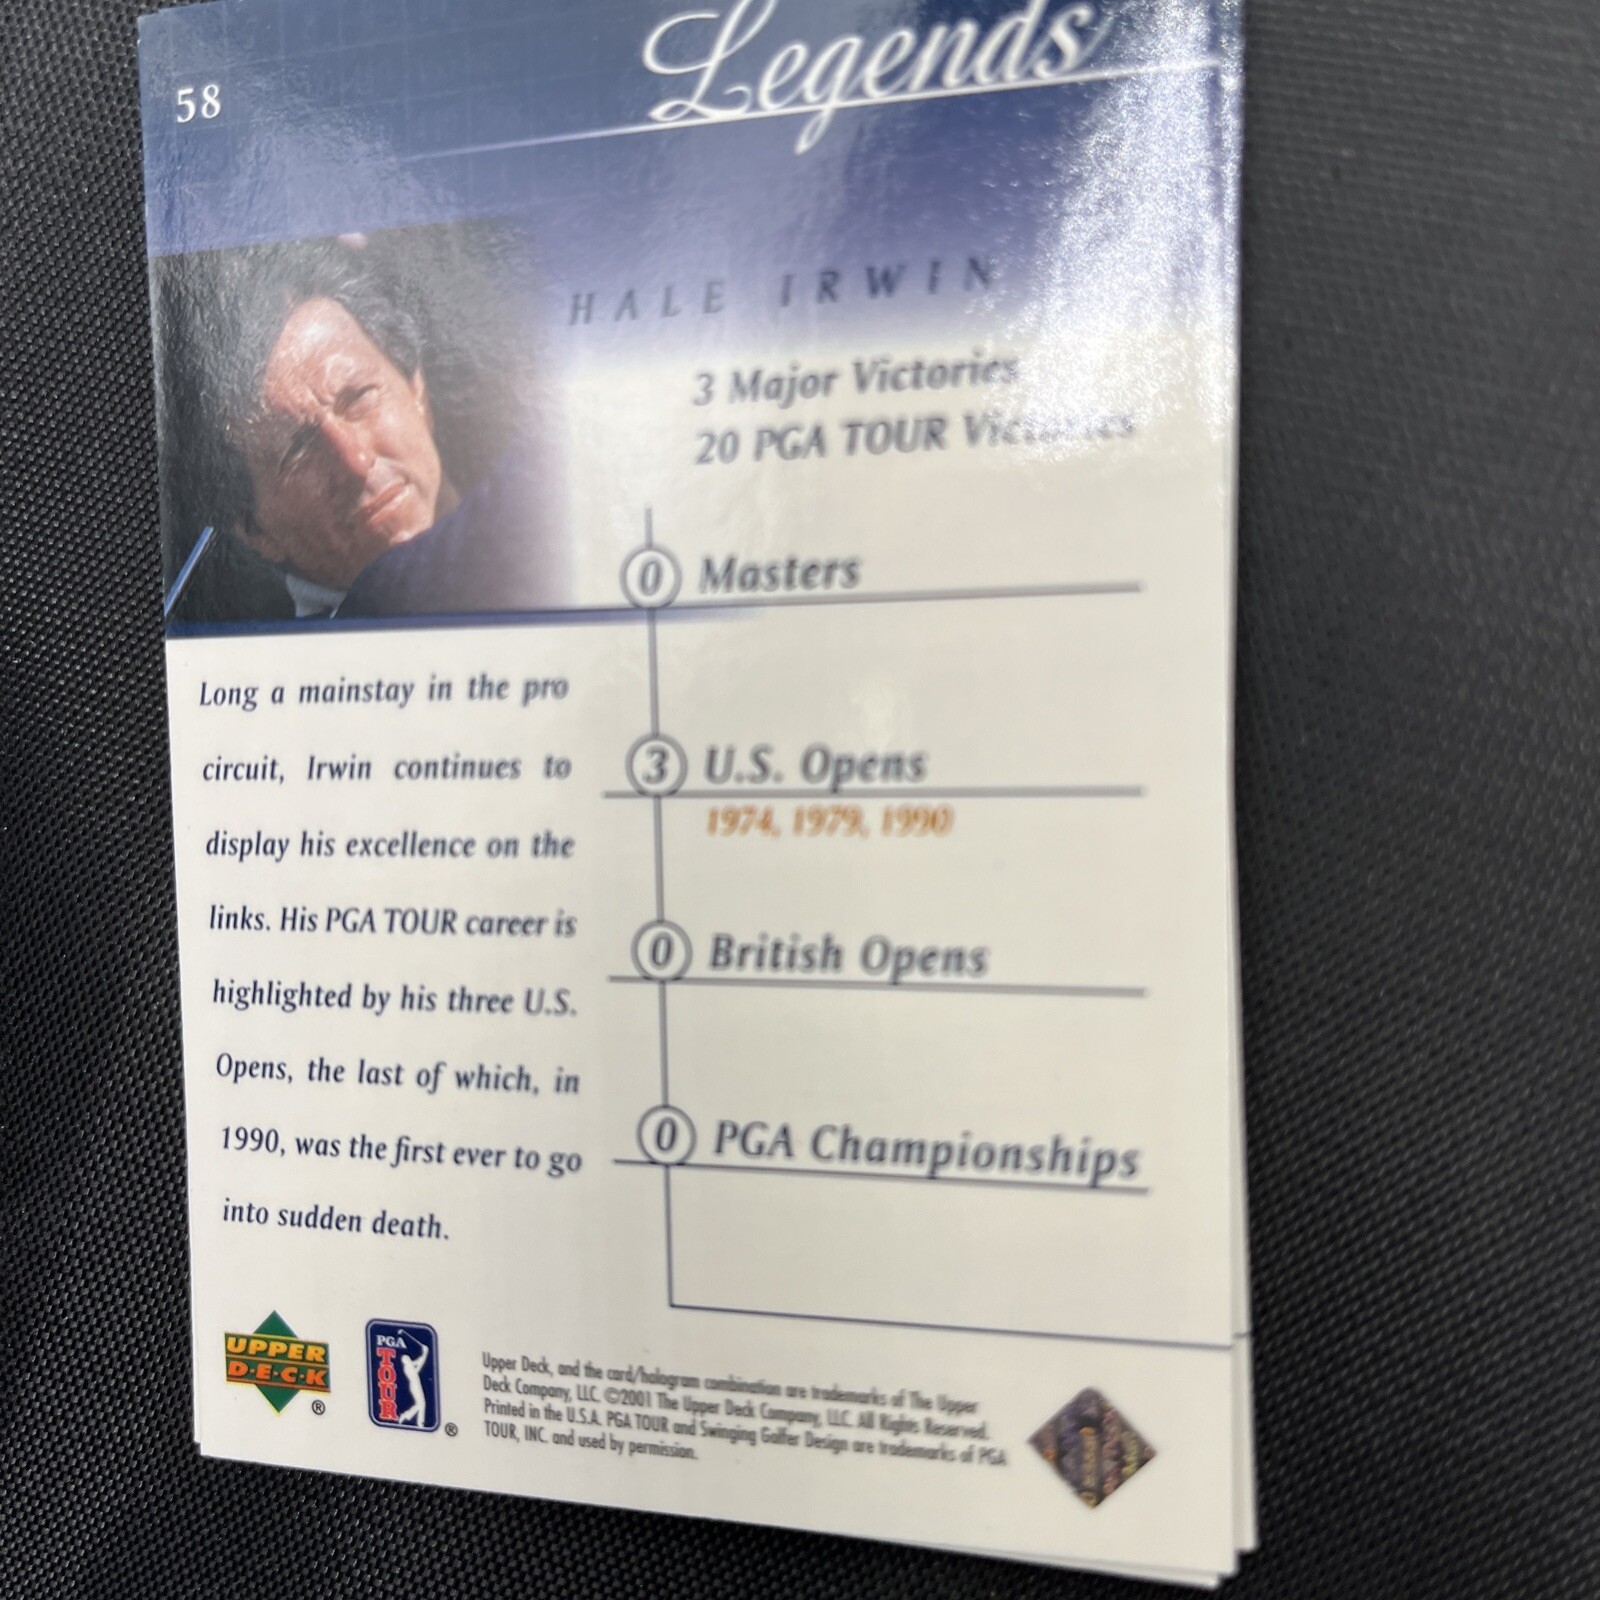 58
Legends
HALE IRWIN
3 Major Victories
20 PGA TOUR Victories
0 Masters
3 U.S. Opens
1974, 1979, 1990
0 British Opens
0 PGA Championships
Long a mainstay in the pro
circuit, Irwin continues to
display his excellence on the
links. His PGA TOUR career is
highlighted by his three U.S.
Opens, the last of which, in
1990, was the first ever to go
into sudden death.
UPPER
D·E·C·K
®
PGA
TOUR
®
Upper Deck, and the card/hologram combination are trademarks of The Upper
Deck Company, LLC. ©2001 The Upper Deck Company, LLC. All Rights Reserved.
Printed in the U.S.A. PGA TOUR and Swinging Golfer Design are trademarks of PGA
TOUR, INC. and used by permission.